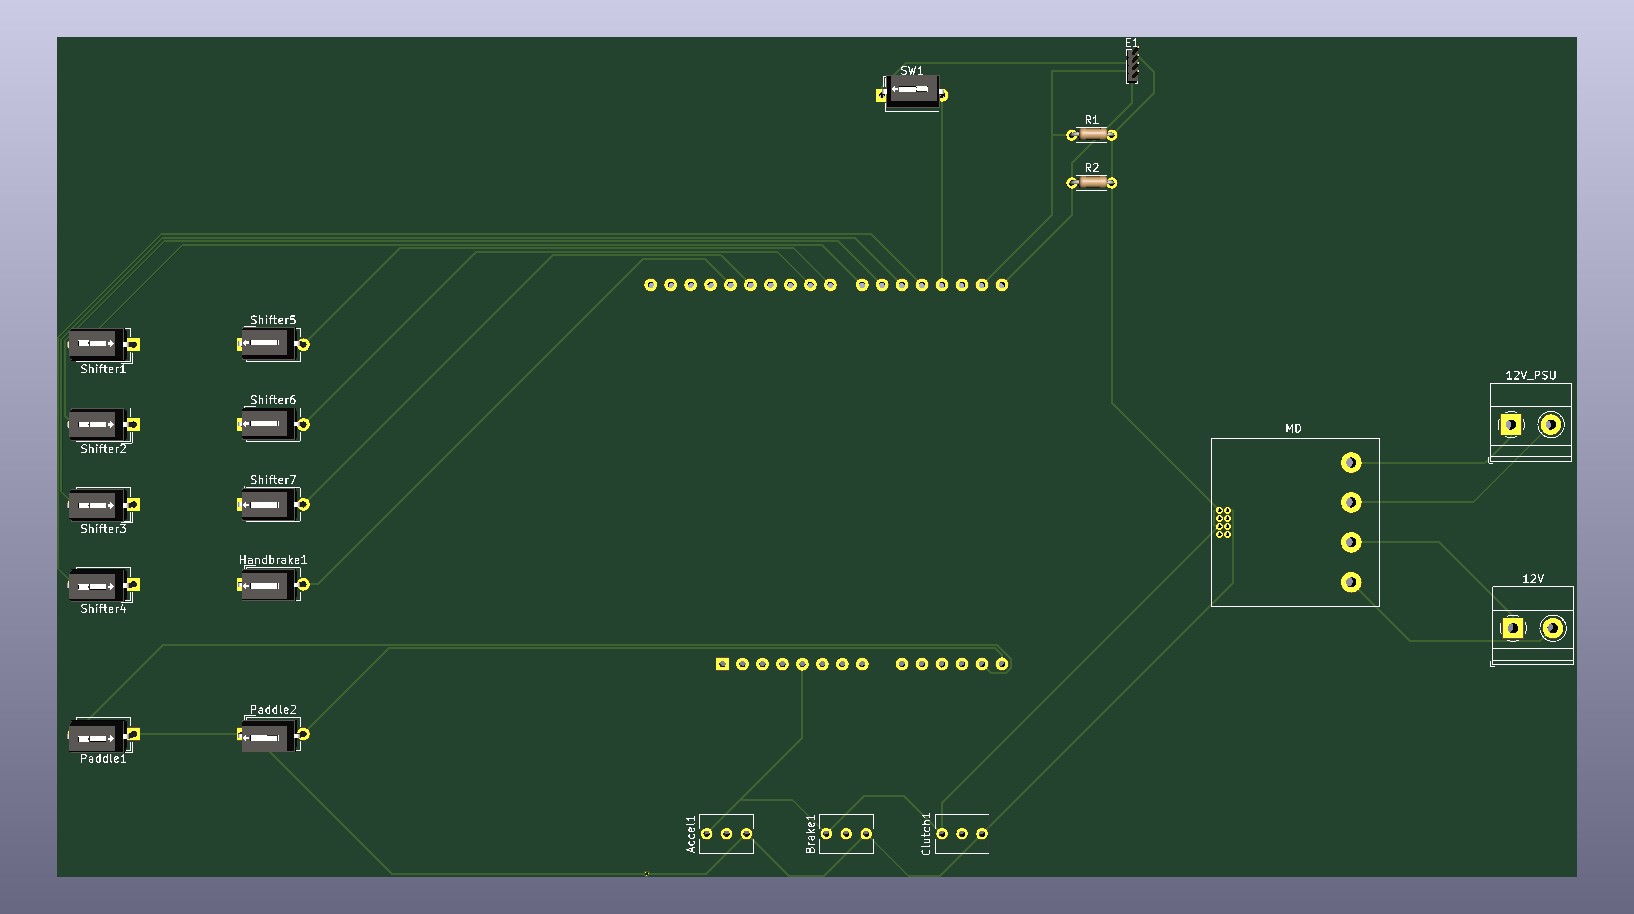 E1
SW1
R1
R2
Shifter5
Shifter1
12V_PSU
Shifter6
MD
Shifter2
Shifter7
Shifter3
Handbrake1
12V
Shifter4
Paddle2
Paddle1
Accel1
Brake1
Clutch1